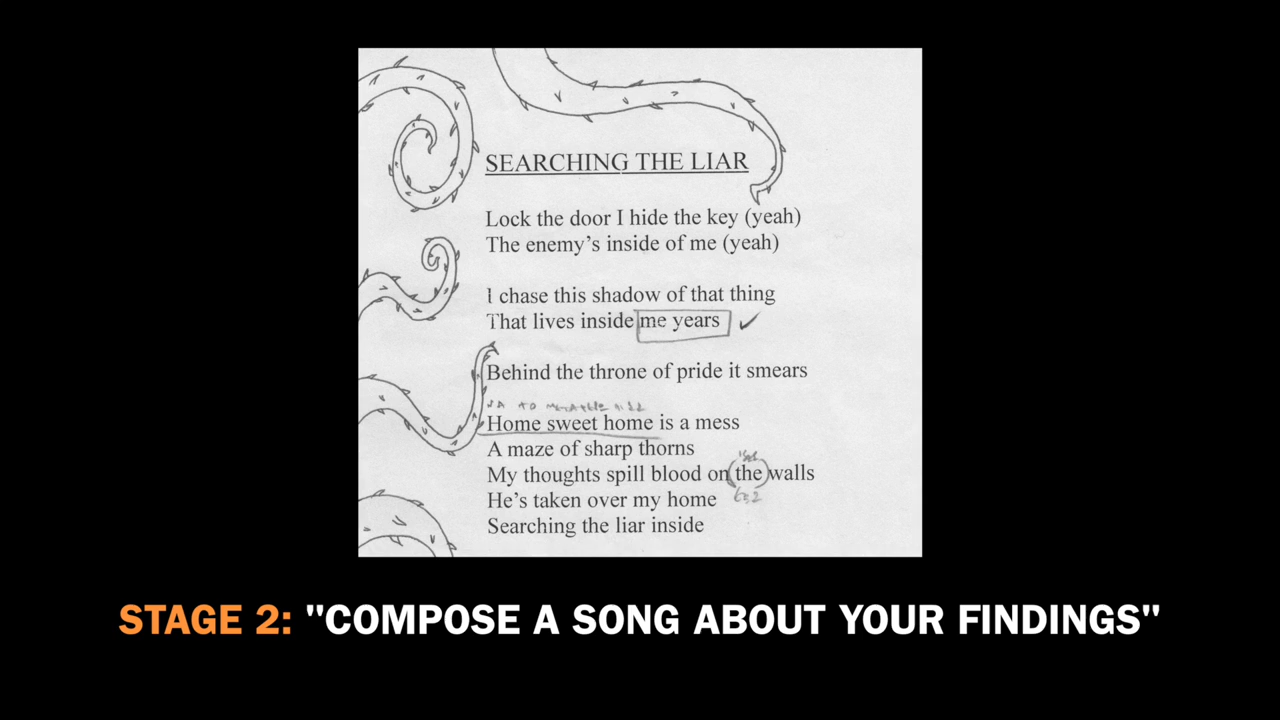 SEARCHING THE LIAR
Lock the door I hide the key (yeah)
The enemy's inside of me (yeah)
I chase this shadow of that thing
That lives inside me years
Behind the throne of pride it smears
Home sweet home is a mess
A maze of sharp thorns
My thoughts spill blood on (the) walls
He's taken over my home
Searching the liar inside
STAGE 2: "COMPOSE A SONG ABOUT YOUR FINDINGS"